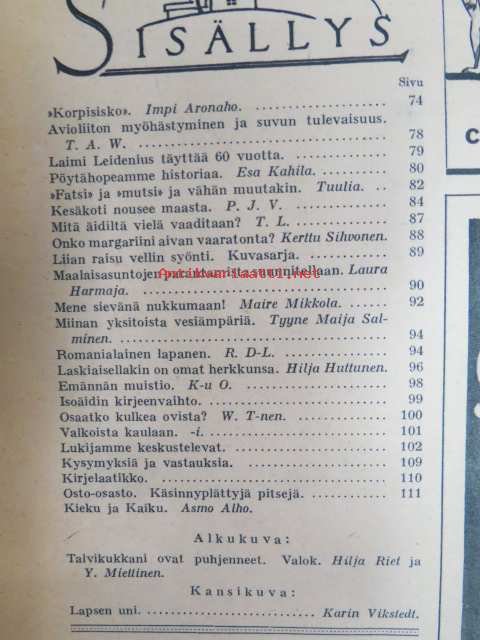 SISÄLLYS
Sivu
»Korpisisko». Impi Aronaho. 74
Avioliiton myöhästyminen ja suvun tulevaisuus.
T. A. W. 78
Laimi Leidenius täyttää 60 vuotta. 79
Pöytähopeamme historiaa. Esa Kahila. 80
»Fatsi» ja »mutsi» ja vähän muutakin. Tuulia. 82
Kesäkoti nousee maasta. P. J. V. 84
Mitä äidiltä vielä vaaditaan? T. L. 87
Onko margariini aivan vaaratonta? Kerttu Sihvonen. 88
Liian raisu vellin syönti. Kuvasarja. 89
Maalaisasuntojen parantamista suunnitellaan. Laura
Harmaja. 90
Mene sievänä nukkumaan! Maire Mikkola. 92
Miinan yksitoista vesiämpäriä. Tyyne Maija Sal-
minen. 94
Romanialainen lapanen. R. D-L. 94
Laskiaisellakin on omat herkkunsa. Hilja Huttunen. 96
Emännän muistio. K-u O. 98
Isoäidin kirjeenvaihto. 99
Osaatko kulkea ovista? W. T-nen. 100
Valkoista kaulaan. -i. 101
Lukijamme keskustelevat. 102
Kysymyksiä ja vastauksia. 109
Kirjelaatikko. 110
Osto-osasto. Käsinnyplättyjä pitsejä. 111
Kieku ja Kaiku. Asmo Alho.
Alkukuva:
Talvikukkani ovat puhjenneet. Valok. Hilja Riet ja
Y. Miettinen.
Kansikuva:
Lapsen uni. Karin Vikstedt.